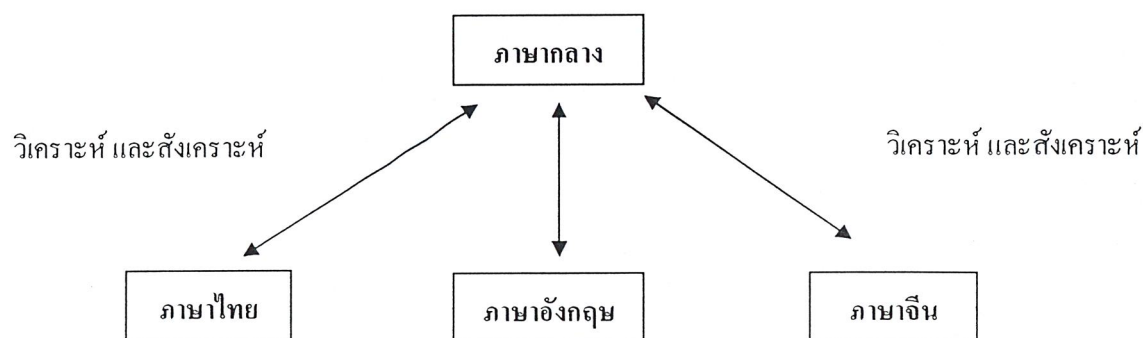 ภาษากลาง
วิเคราะห์ และสังเคราะห์
วิเคราะห์ และสังเคราะห์
ภาษาไทย
ภาษาอังกฤษ
ภาษาจีน